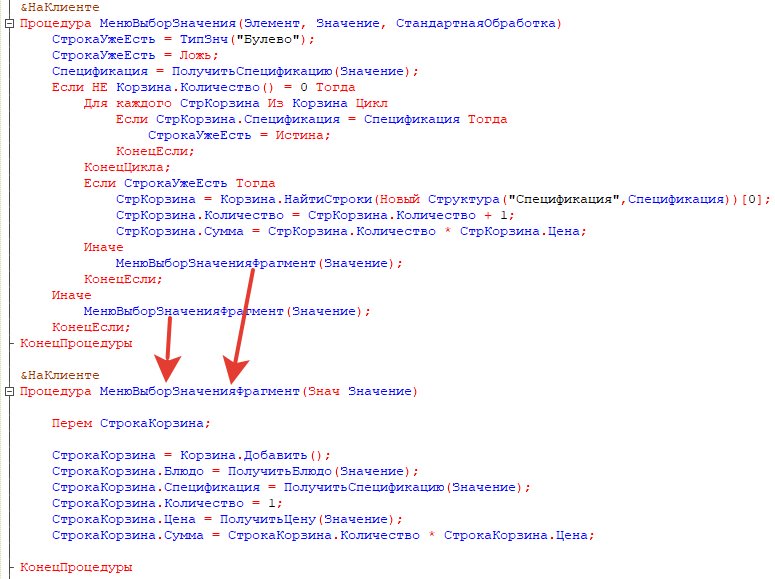 &НаКлиенте
Процедура МенюВыборЗначения(Элемент, Значение, СтандартнаяОбработка)
СтрокаУжеЕсть = ТипЗнч("Булево");
СтрокаУжеЕсть = Ложь;
Спецификация = ПолучитьСпецификацию(Значение);
Если НЕ Корзина.Количество() = 0 Тогда
Для каждого СтрКорзина Из Корзина Цикл
Если СтрКорзина.Спецификация = Спецификация Тогда
СтрокаУжеЕсть = Истина;
КонецЕсли;
КонецЦикла;
Если СтрокаУжеЕсть Тогда
СтрКорзина = Корзина.НайтиСтроки(Новый Структура("Спецификация",Спецификация))[0];
СтрКорзина.Количество = СтрКорзина.Количество + 1;
СтрКорзина.Сумма = СтрКорзина.Количество * СтрКорзина.Цена;
Иначе
МенюВыборЗначенияФрагмент(Значение);
КонецЕсли;
Иначе
МенюВыборЗначенияФрагмент(Значение);
КонецЕсли;
КонецПроцедуры
&НаКлиенте
Процедура МенюВыборЗначенияФрагмент(Знач Значение)
Перем СтрокаКорзина;
СтрокаКорзина = Корзина.Добавить();
СтрокаКорзина.Блюдо = ПолучитьБлюдо(Значение);
СтрокаКорзина.Спецификация = ПолучитьСпецификацию(Значение);
СтрокаКорзина.Количество = 1;
СтрокаКорзина.Цена = ПолучитьЦену(Значение);
СтрокаКорзина.Сумма = СтрокаКорзина.Количество * СтрокаКорзина.Цена;
КонецПроцедуры